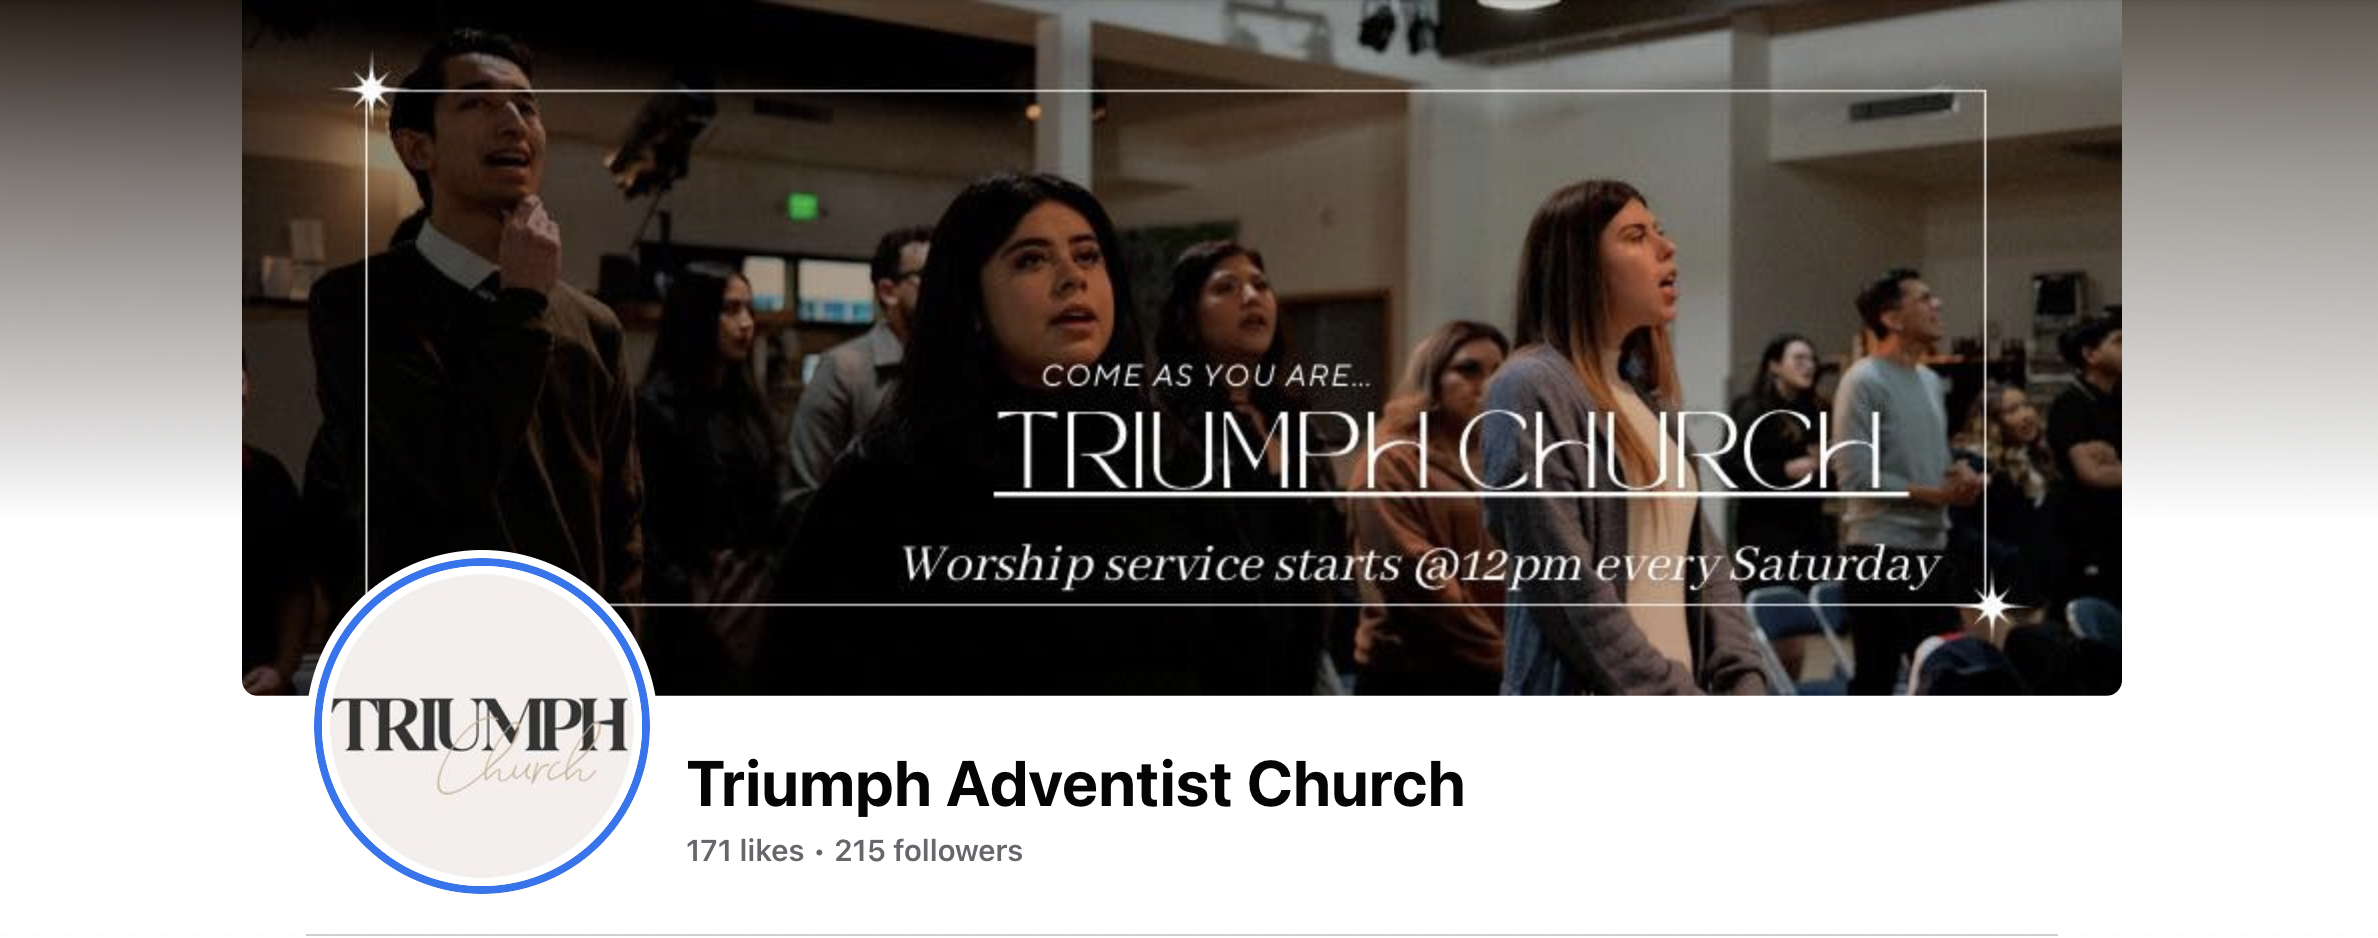 COME AS YOU ARE...
TRIUMPH CHURCH
Worship service starts @12pm every Saturday
TRIUMPH
Church
Triumph Adventist Church
171 likes • 215 followers